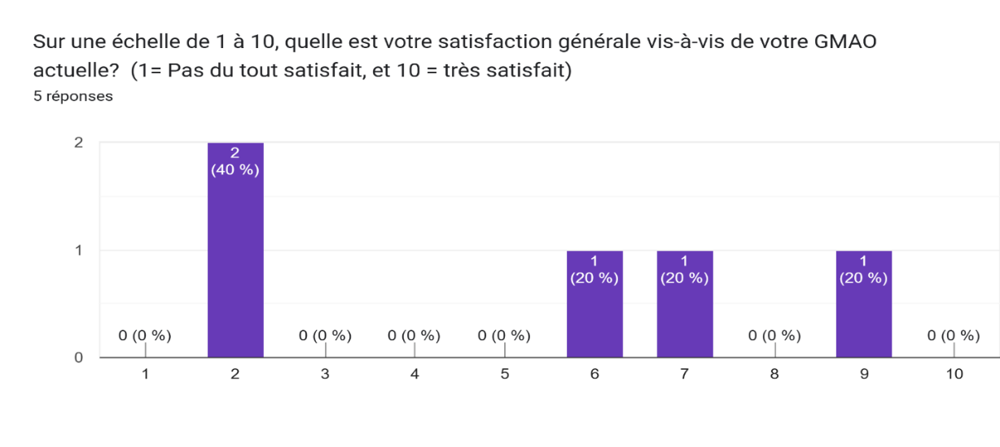 Sur une échelle de 1 à 10, quelle est votre satisfaction générale vis-à-vis de votre GMAO
actuelle?  (1= Pas du tout satisfait, et 10 = très satisfait)
5 réponses
2
2
(40 %)
1
1
(20 %)
1
(20 %)
1
(20 %)
0 (0 %)
0 (0 %)
0 (0 %)
0 (0 %)
0 (0 %)
0 (0 %)
0
1
2
3
4
5
6
7
8
9
10